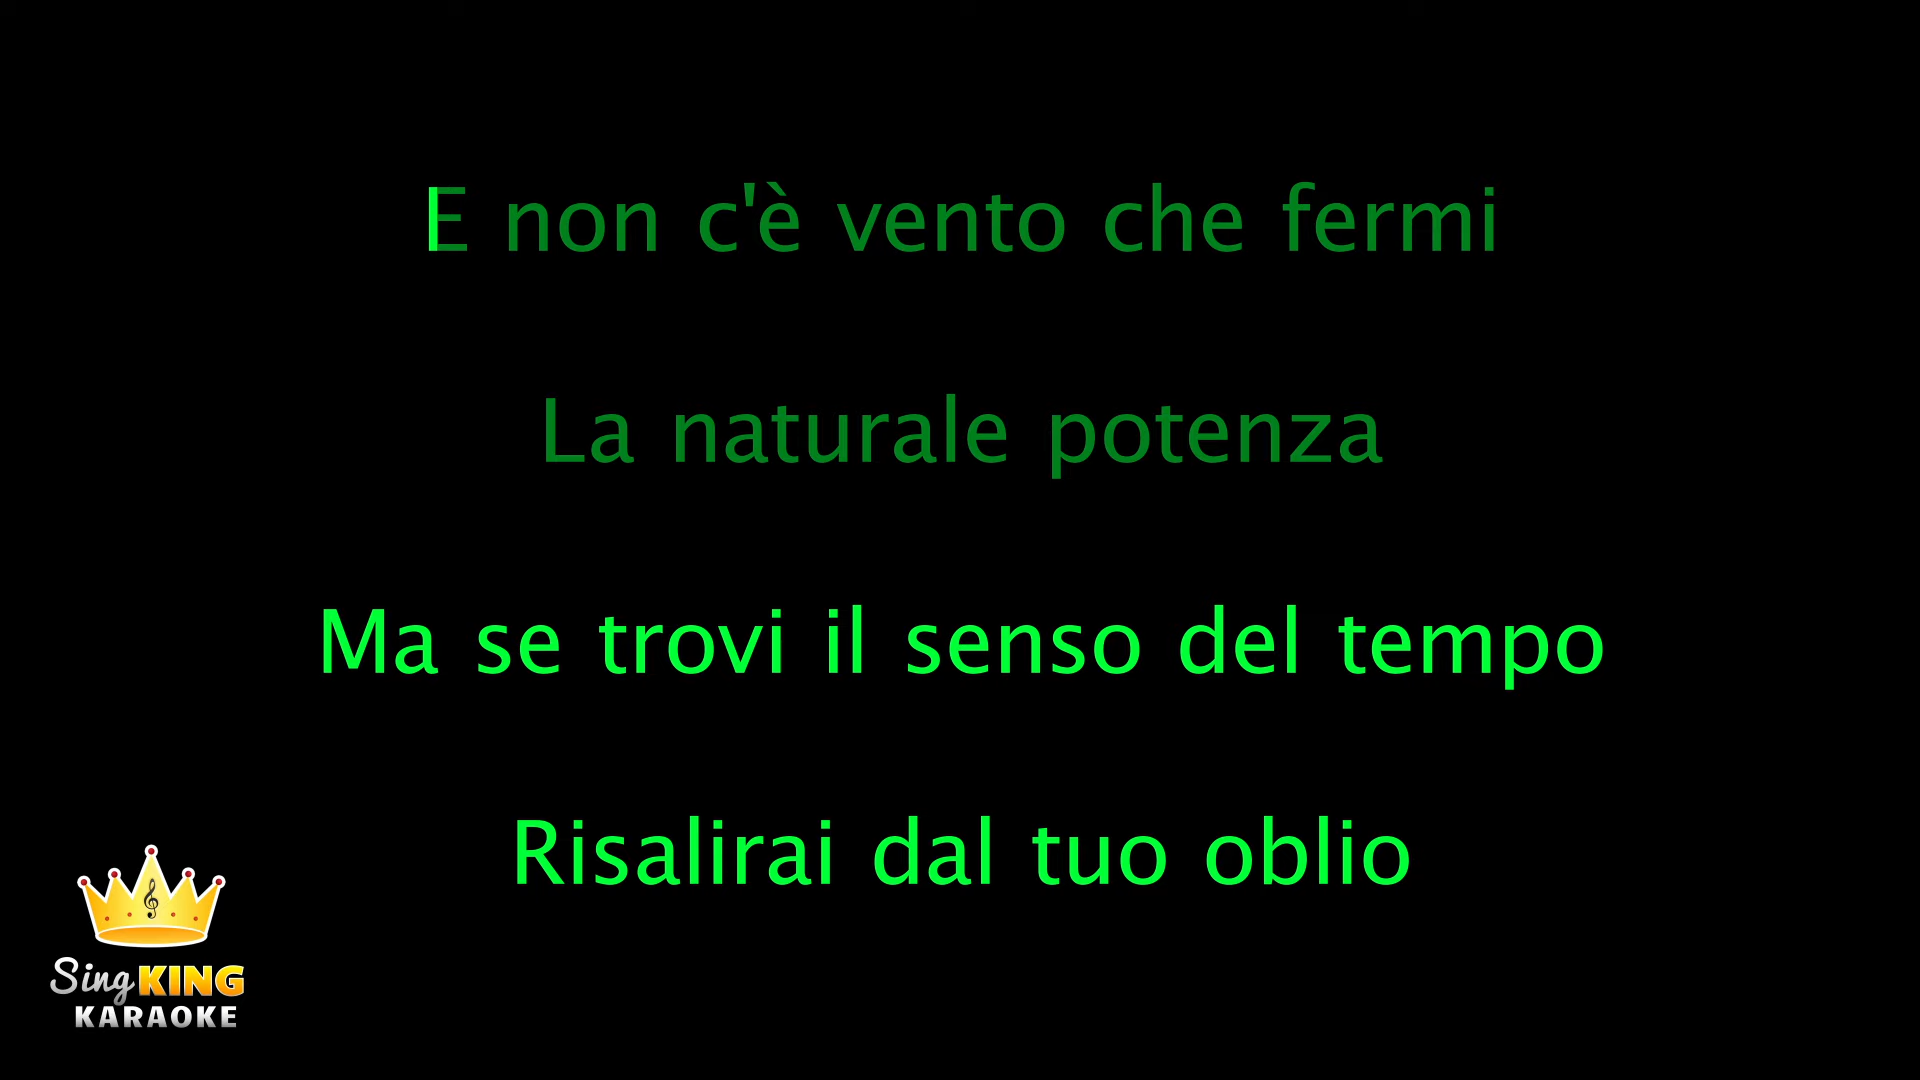 E non c'è vento che fermi
La naturale potenza
Ma se trovi il senso del tempo
Risalirai dal tuo oblio
Sing KING
KARAOKE